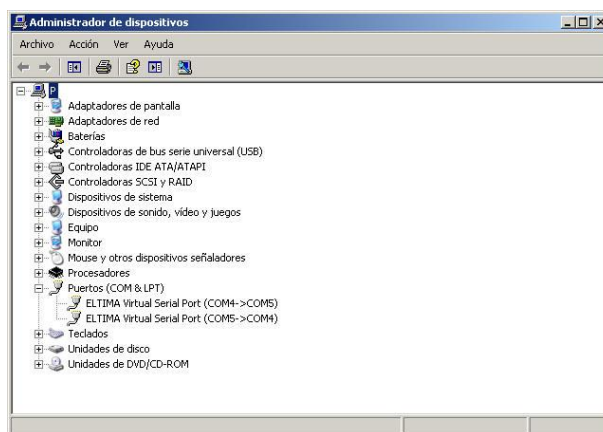 Administrador de dispositivos
Archivo Acción Ver Ayuda
P
Adaptadores de pantalla
Adaptadores de red
Baterías
Controladoras de bus serie universal (USB)
Controladoras IDE ATA/ATAPI
Controladoras SCSI y RAID
Dispositivos de sistema
Dispositivos de sonido, vídeo y juegos
Equipo
Monitor
Mouse y otros dispositivos señaladores
Procesadores
Puertos (COM & LPT)
ELTIMA Virtual Serial Port (COM4->COM5)
ELTIMA Virtual Serial Port (COM5->COM4)
Teclados
Unidades de disco
Unidades de DVD/CD-ROM